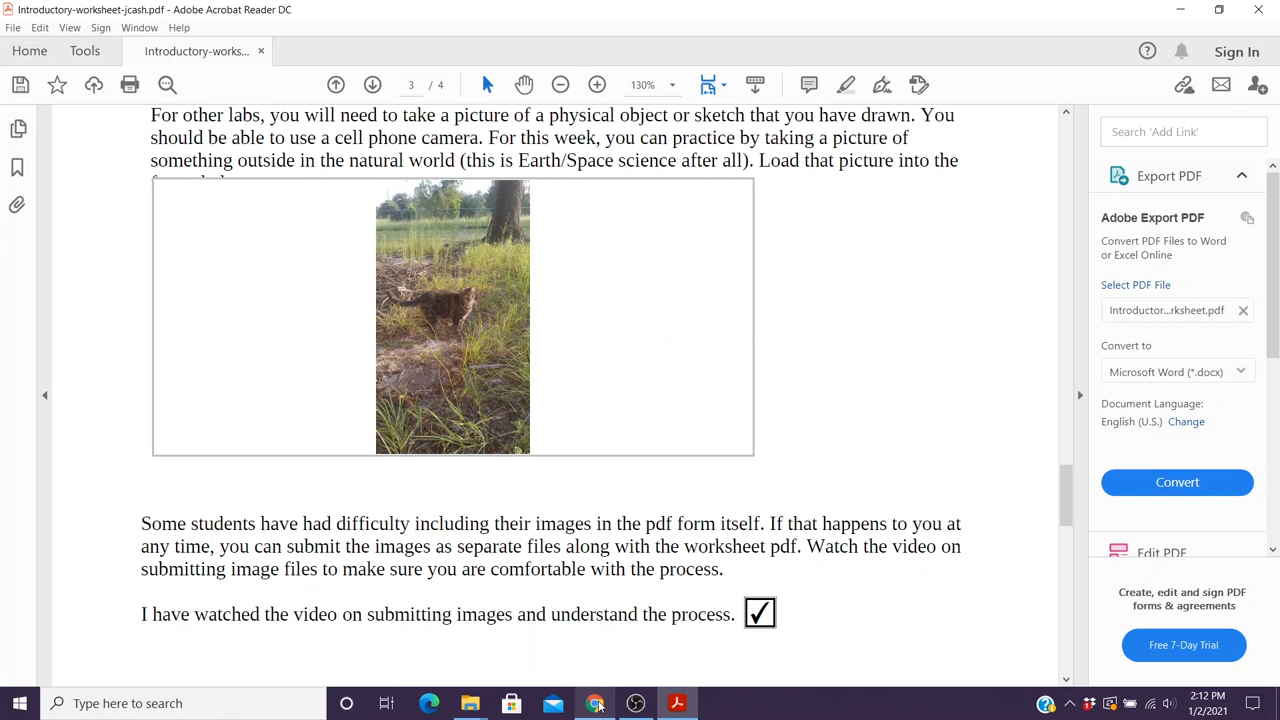 Introductory-worksheet-jcash.pdf - Adobe Acrobat Reader DC
File Edit View Sign Window Help
Home Tools Introductory-works... ×
Sign In
3 / 4 130%
For other labs, you will need to take a picture of a physical object or sketch that you have drawn. You
should be able to use a cell phone camera. For this week, you can practice by taking a picture of
something outside in the natural world (this is Earth/Space science after all). Load that picture into the
Some students have had difficulty including their images in the pdf form itself. If that happens to you at
any time, you can submit the images as separate files along with the worksheet pdf. Watch the video on
submitting image files to make sure you are comfortable with the process.
I have watched the video on submitting images and understand the process. ✓
Search 'Add Link'
Export PDF
Adobe Export PDF
Convert PDF Files to Word
or Excel Online
Select PDF File
Introductor...rksheet.pdf
Convert to
Microsoft Word (*.docx)
Document Language:
English (U.S.) Change
Convert
Edit PDF
Create, edit and sign PDF
forms & agreements
Free 7-Day Trial
Type here to search
2:12 PM
1/2/2021